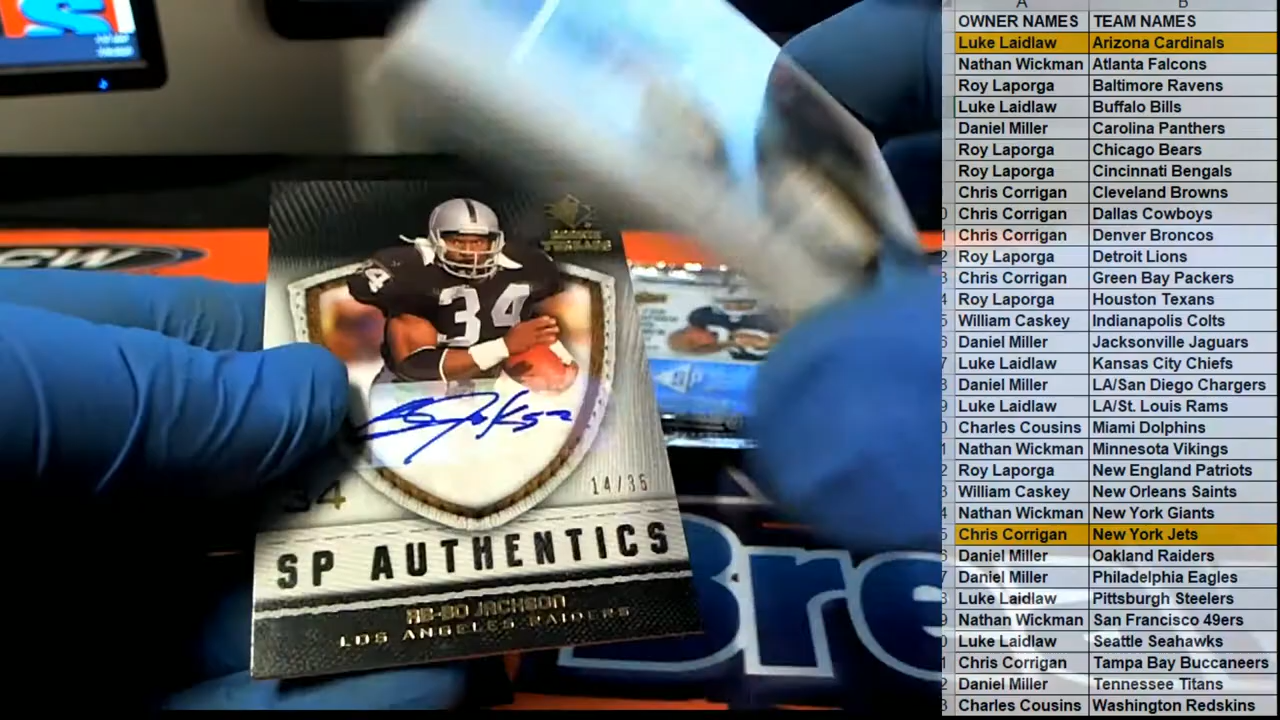 A B
OWNER NAMES TEAM NAMES
Luke Laidlaw Arizona Cardinals
Nathan Wickman Atlanta Falcons
Roy Laporga Baltimore Ravens
Luke Laidlaw Buffalo Bills
Daniel Miller Carolina Panthers
Roy Laporga Chicago Bears
Roy Laporga Cincinnati Bengals
Chris Corrigan Cleveland Browns
Chris Corrigan Dallas Cowboys
Chris Corrigan Denver Broncos
Roy Laporga Detroit Lions
Chris Corrigan Green Bay Packers
Roy Laporga Houston Texans
William Caskey Indianapolis Colts
Daniel Miller Jacksonville Jaguars
Luke Laidlaw Kansas City Chiefs
Daniel Miller LA/San Diego Chargers
Luke Laidlaw LA/St. Louis Rams
Charles Cousins Miami Dolphins
Nathan Wickman Minnesota Vikings
Roy Laporga New England Patriots
William Caskey New Orleans Saints
Nathan Wickman New York Giants
Chris Corrigan New York Jets
Daniel Miller Oakland Raiders
Daniel Miller Philadelphia Eagles
Luke Laidlaw Pittsburgh Steelers
Nathan Wickman San Francisco 49ers
Luke Laidlaw Seattle Seahawks
Chris Corrigan Tampa Bay Buccaneers
Daniel Miller Tennessee Titans
Charles Cousins Washington Redskins
SP
ROOKIE
THREADS
34
34
14/35
34
SP AUTHENTICS
RB-BO JACKSON
LOS ANGELES RAIDERS
Bre
CW